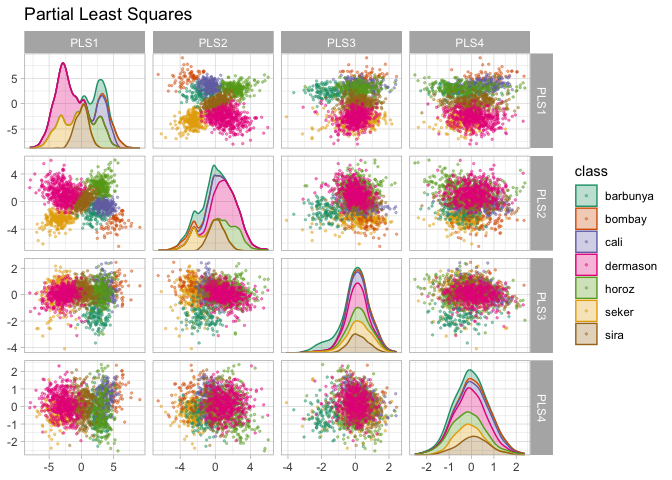 Partial Least Squares
PLS1 PLS2 PLS3 PLS4
5
0
-5
PLS1
4
0
-4
PLS2
2
0
-2
-4
PLS3
2
1
0
-1
-2
PLS4
-5 0 5 -4 0 4 -4 -2 0 2 -2 -1 0 1 2
class
barbunya
bombay
cali
dermason
horoz
seker
sira